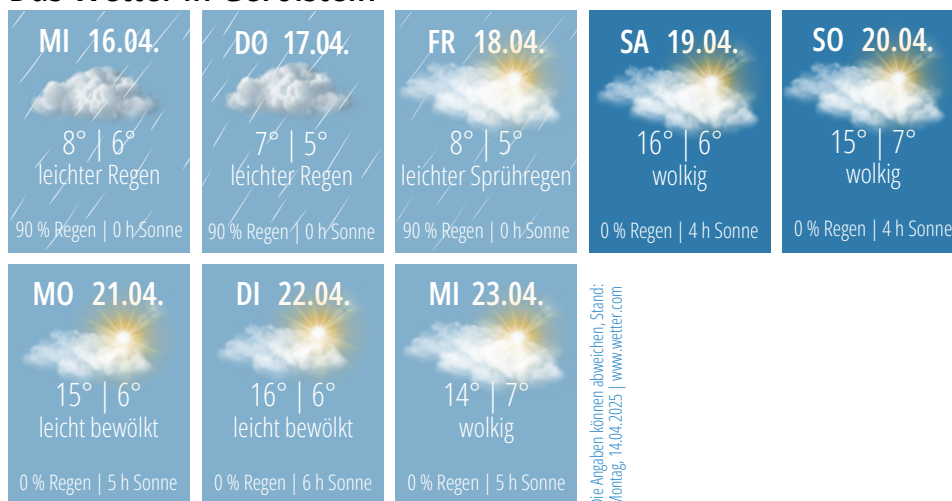 Das Wetter in Gerolstein
MI 16.04.
8° | 6°
leichter Regen
90 % Regen | 0 h Sonne
DO 17.04.
7° | 5°
leichter Regen
90 % Regen | 0 h Sonne
FR 18.04.
8° | 5°
leichter Sprühregen
90 % Regen | 0 h Sonne
SA 19.04.
16° | 6°
wolkig
0 % Regen | 4 h Sonne
SO 20.04.
15° | 7°
wolkig
0 % Regen | 4 h Sonne
MO 21.04.
15° | 6°
leicht bewölkt
0 % Regen | 5 h Sonne
DI 22.04.
16° | 6°
leicht bewölkt
0 % Regen | 6 h Sonne
MI 23.04.
14° | 7°
wolkig
0 % Regen | 5 h Sonne
Die Angaben können abweichen, Stand:
Montag, 14.04.2025 | www.wetter.com